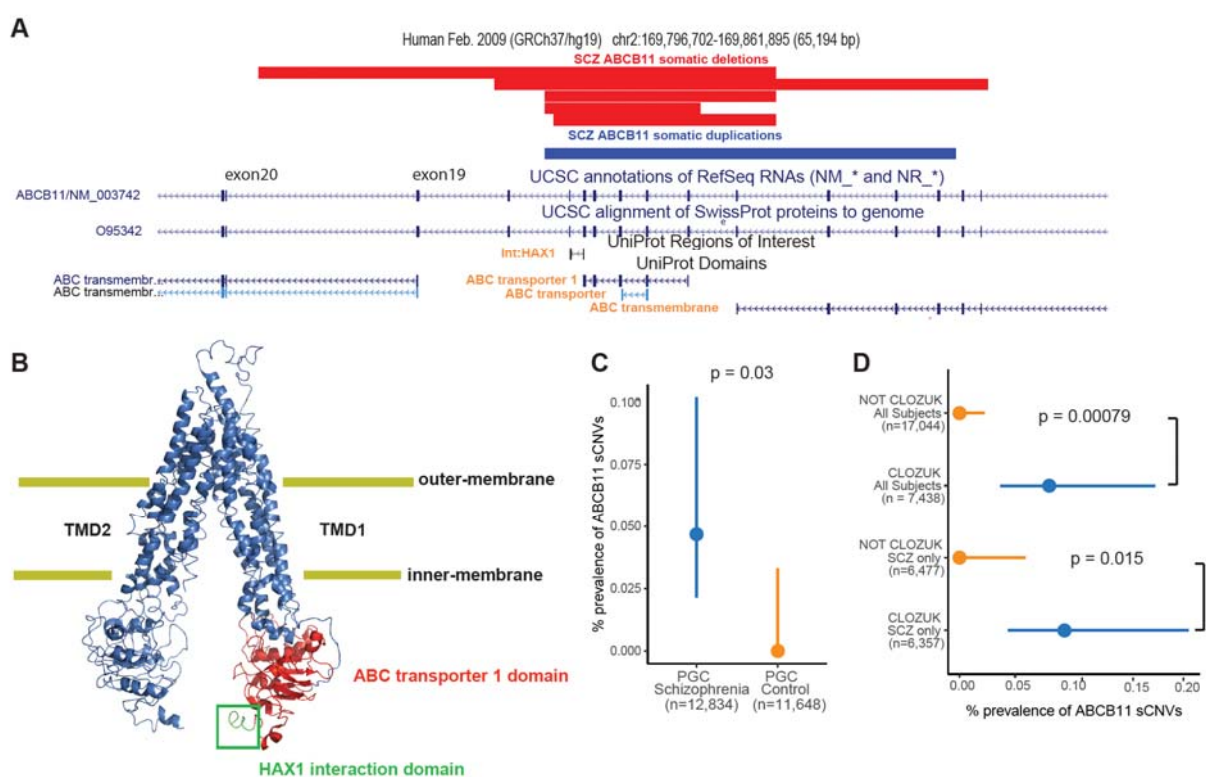 A
Human Feb. 2009 (GRCh37/hg19) chr2:169,796,702-169,861,895 (65,194 bp)
SCZ ABCB11 somatic deletions
SCZ ABCB11 somatic duplications
exon20
exon19
UCSC annotations of RefSeq RNAs (NM_* and NR_*)
ABCB11/NM_003742
UCSC alignment of SwissProt proteins to genome
e
O95342
UniProt Regions of Interest
Int:HAX1
UniProt Domains
ABC transmembr...
ABC transporter 1
ABC transmembr...
ABC transporter
ABC transmembrane
B
outer-membrane
TMD2
TMD1
inner-membrane
ABC transporter 1 domain
HAX1 interaction domain
C
p = 0.03
% prevalence of ABCB11 sCNVs
0.100
0.075
0.050
0.025
0.000
PGC
Schizophrenia
(n=12,834)
PGC
Control
(n=11,648)
D
NOT CLOZUK
All Subjects
(n=17,044)
p = 0.00079
CLOZUK
All Subjects
(n = 7,438)
NOT CLOZUK
SCZ only
(n=6,477)
p = 0.015
CLOZUK
SCZ only
(n=6,357)
0.00
0.05
0.10
0.15
0.20
% prevalence of ABCB11 sCNVs